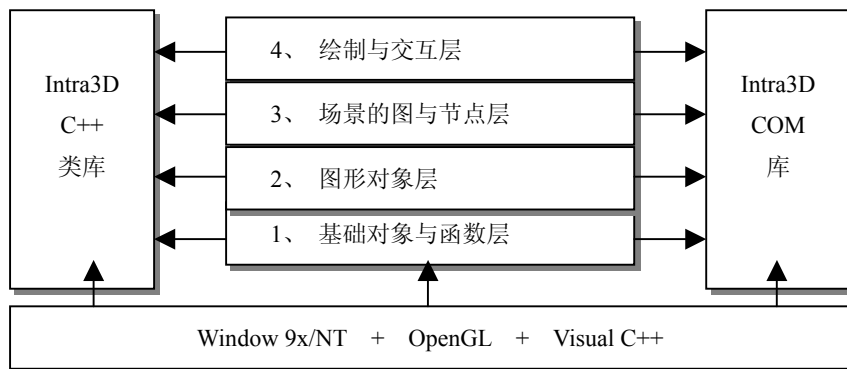 Intra3D
C++
类库
4、 绘制与交互层
3、 场景的图与节点层
2、 图形对象层
1、 基础对象与函数层
Intra3D
COM
库
Window 9x/NT + OpenGL + Visual C++